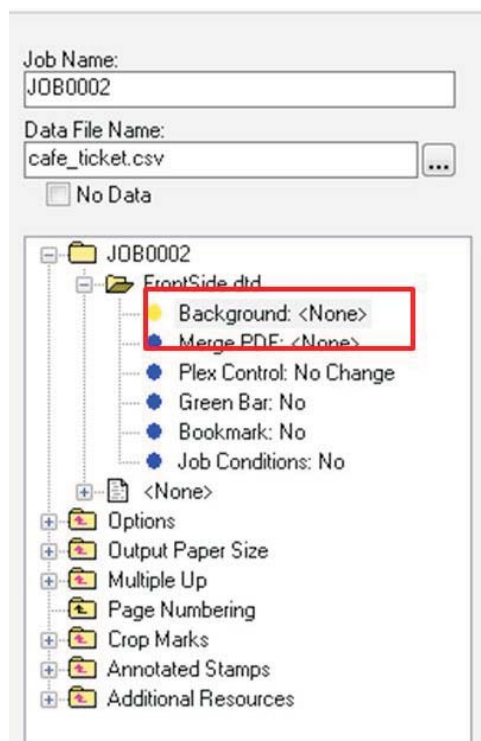 Job Name:
JOB0002
Data File Name:
cafe_ticket.csv
...
No Data
JOB0002
FrontSide.dtd
Background: <None>
Merge PDF: <None>
Plex Control: No Change
Green Bar: No
Bookmark: No
Job Conditions: No
<None>
Options
Output Paper Size
Multiple Up
Page Numbering
Crop Marks
Annotated Stamps
Additional Resources